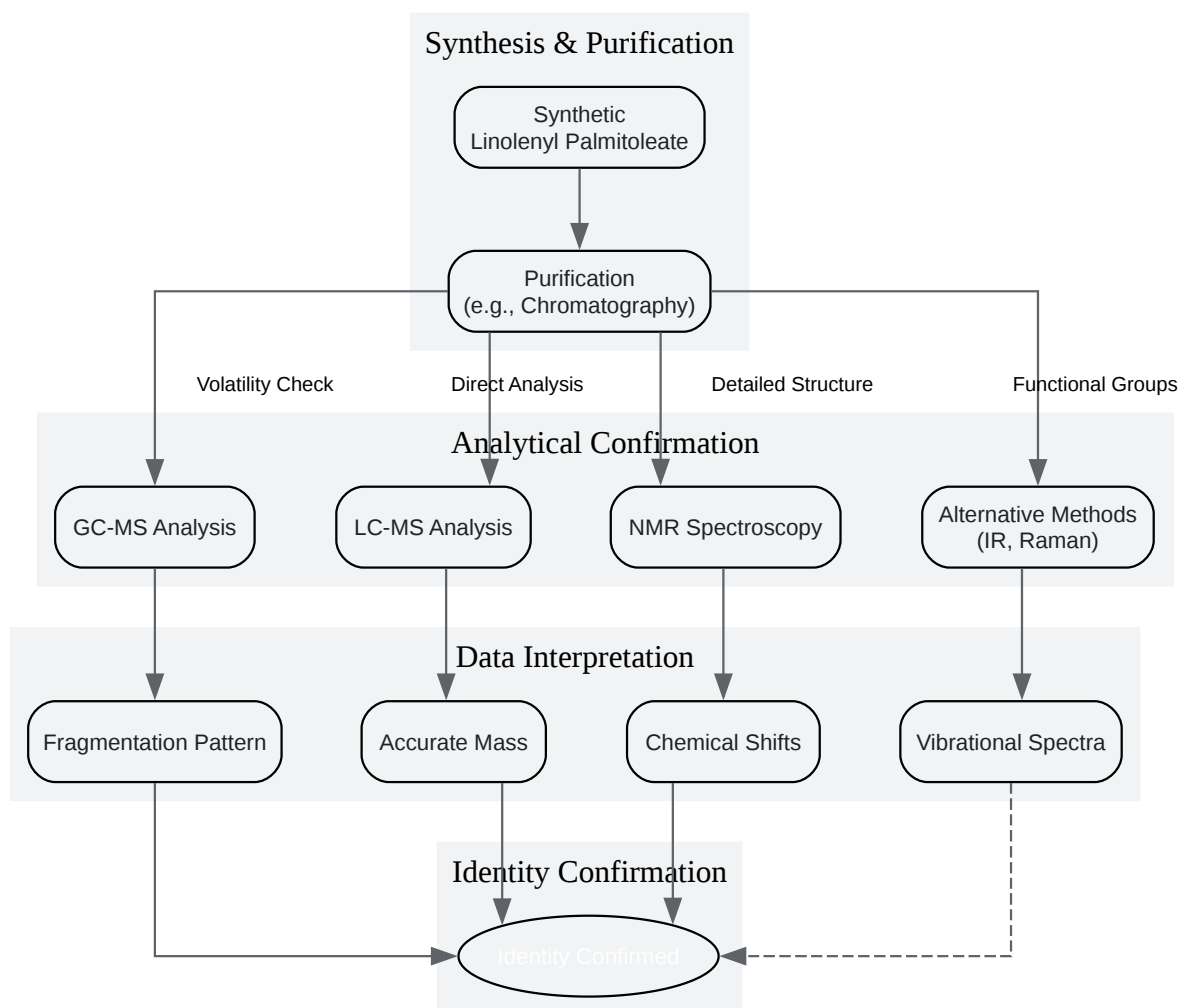 Synthesis & Purification
Synthetic
Linolenyl Palmitoleate
Purification
(e.g., Chromatography)
Volatility Check
Direct Analysis
Detailed Structure
Functional Groups
Analytical Confirmation
GC-MS Analysis
LC-MS Analysis
NMR Spectroscopy
Alternative Methods
(IR, Raman)
Data Interpretation
Fragmentation Pattern
Accurate Mass
Chemical Shifts
Vibrational Spectra
Identity Confirmation
Identity Confirmed